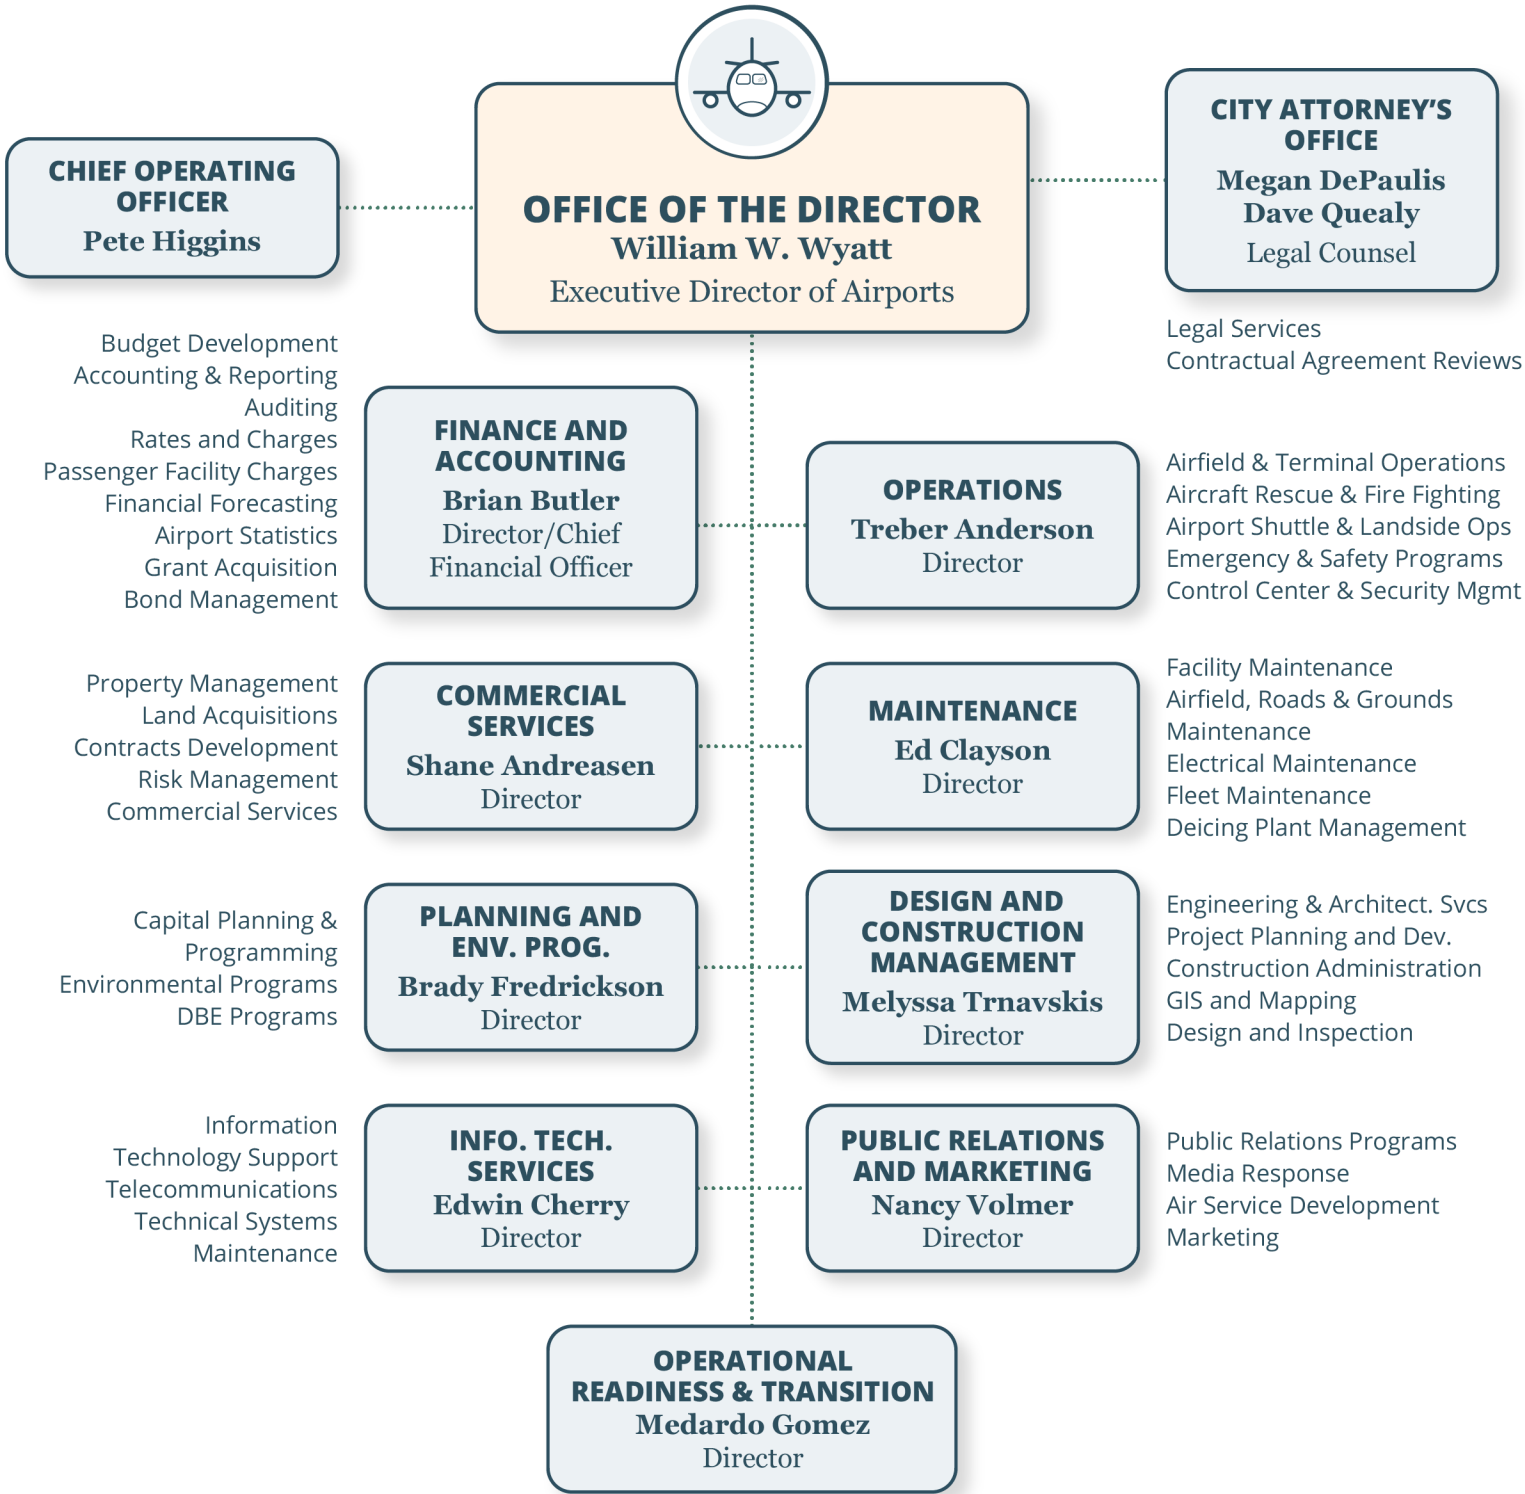 OFFICE OF THE DIRECTOR
William W. Wyatt
Executive Director of Airports
CHIEF OPERATING
OFFICER
Pete Higgins
CITY ATTORNEY’S
OFFICE
Megan DePaulis
Dave Quealy
Legal Counsel
Legal Services
Contractual Agreement Reviews
Budget Development
Accounting & Reporting
Auditing
Rates and Charges
Passenger Facility Charges
Financial Forecasting
Airport Statistics
Grant Acquisition
Bond Management
FINANCE AND
ACCOUNTING
Brian Butler
Director/Chief
Financial Officer
OPERATIONS
Treber Anderson
Director
Airfield & Terminal Operations
Aircraft Rescue & Fire Fighting
Airport Shuttle & Landside Ops
Emergency & Safety Programs
Control Center & Security Mgmt
Property Management
Land Acquisitions
Contracts Development
Risk Management
Commercial Services
COMMERCIAL
SERVICES
Shane Andreasen
Director
MAINTENANCE
Ed Clayson
Director
Facility Maintenance
Airfield, Roads & Grounds
Maintenance
Electrical Maintenance
Fleet Maintenance
Deicing Plant Management
Capital Planning &
Programming
Environmental Programs
DBE Programs
PLANNING AND
ENV. PROG.
Brady Fredrickson
Director
DESIGN AND
CONSTRUCTION
MANAGEMENT
Melyssa Trnavskis
Director
Engineering & Architect. Svcs
Project Planning and Dev.
Construction Administration
GIS and Mapping
Design and Inspection
Information
Technology Support
Telecommunications
Technical Systems
Maintenance
INFO. TECH.
SERVICES
Edwin Cherry
Director
PUBLIC RELATIONS
AND MARKETING
Nancy Volmer
Director
Public Relations Programs
Media Response
Air Service Development
Marketing
OPERATIONAL
READINESS & TRANSITION
Medardo Gomez
Director